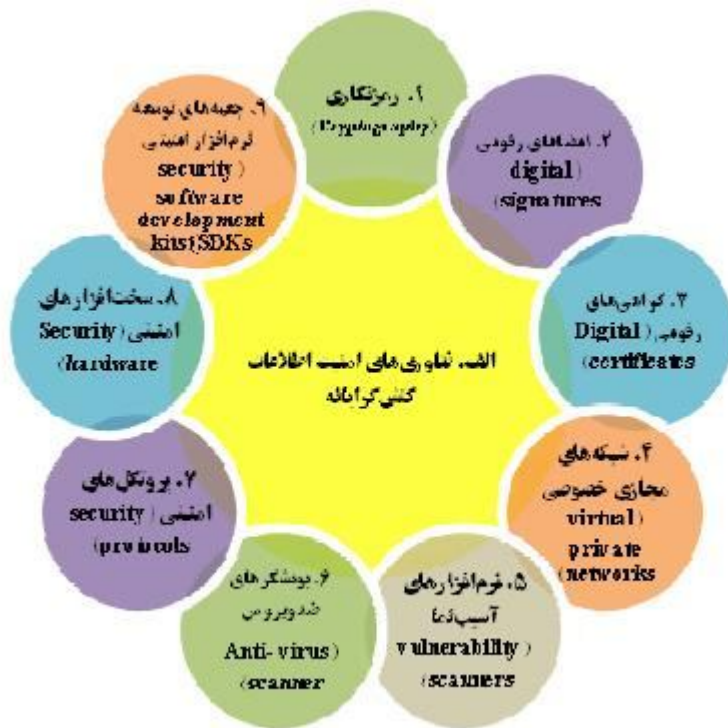 الف. فناوری‌های امنیت اطلاعات
کنش‌گرایانه
۱. رمزنگاری
(Cryptography)
۲. امضاهای رقومی
(digital
signatures)
۳. گواهی‌های
رقومی (Digital
certificates)
۴. شبکه‌های
مجازی خصوصی
(virtual
private
networks)
۵. نرم‌افزارهای
آسیب‌نما
(vulnerability
scanners)
۶. پویشگرهای
ضدویروس
(Anti-virus
scanner)
۷. پروتکل‌های
امنیتی (security
protocols)
۸. سخت‌افزارهای
امنیتی (Security
hardware)
۹. جعبه‌های توسعه
نرم‌افزار امنیتی
(security
software
development
kits(SDKs